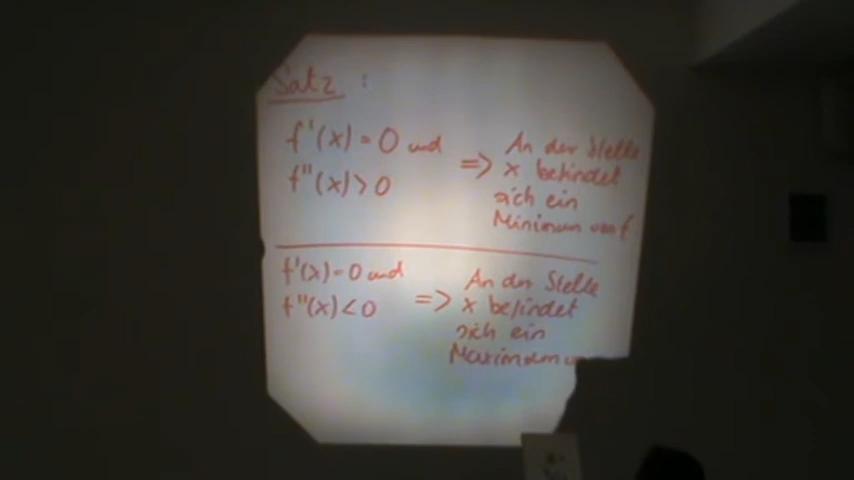 Satz :
f'(x) = 0 und
f''(x) > 0
=> An der Stelle
x befindet
sich ein
Minimum von f.
f'(x) = 0 und
f''(x) < 0
=> An der Stelle
x befindet
sich ein
Maximum